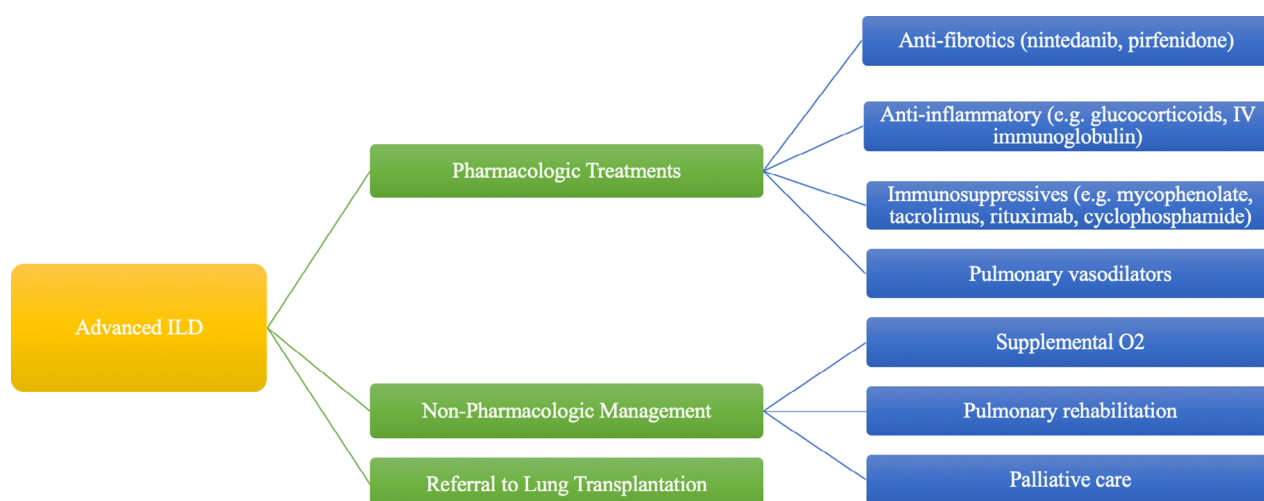 Advanced ILD
Pharmacologic Treatments
Anti-fibrotics (nintedanib, pirfenidone)
Anti-inflammatory (e.g. glucocorticoids, IV
immunoglobulin)
Immunosuppressives (e.g. mycophenolate,
tacrolimus, rituximab, cyclophosphamide)
Pulmonary vasodilators
Non-Pharmacologic Management
Supplemental O2
Pulmonary rehabilitation
Palliative care
Referral to Lung Transplantation